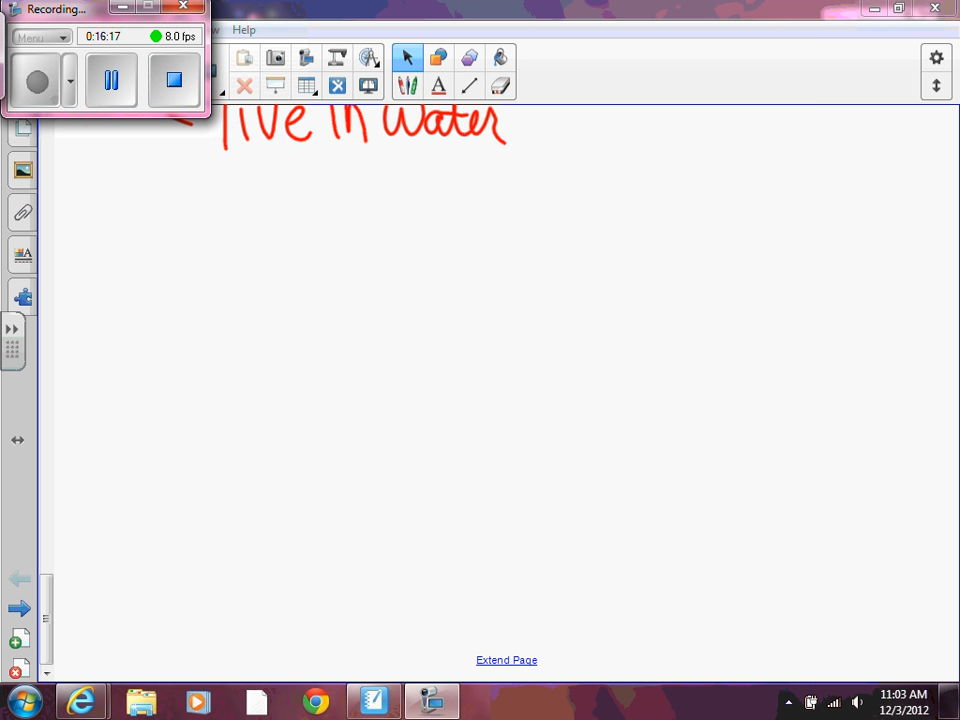 Recording...
Menu 0:16:17 8.0 fps
Help
live in water
Extend Page
11:03 AM
12/3/2012